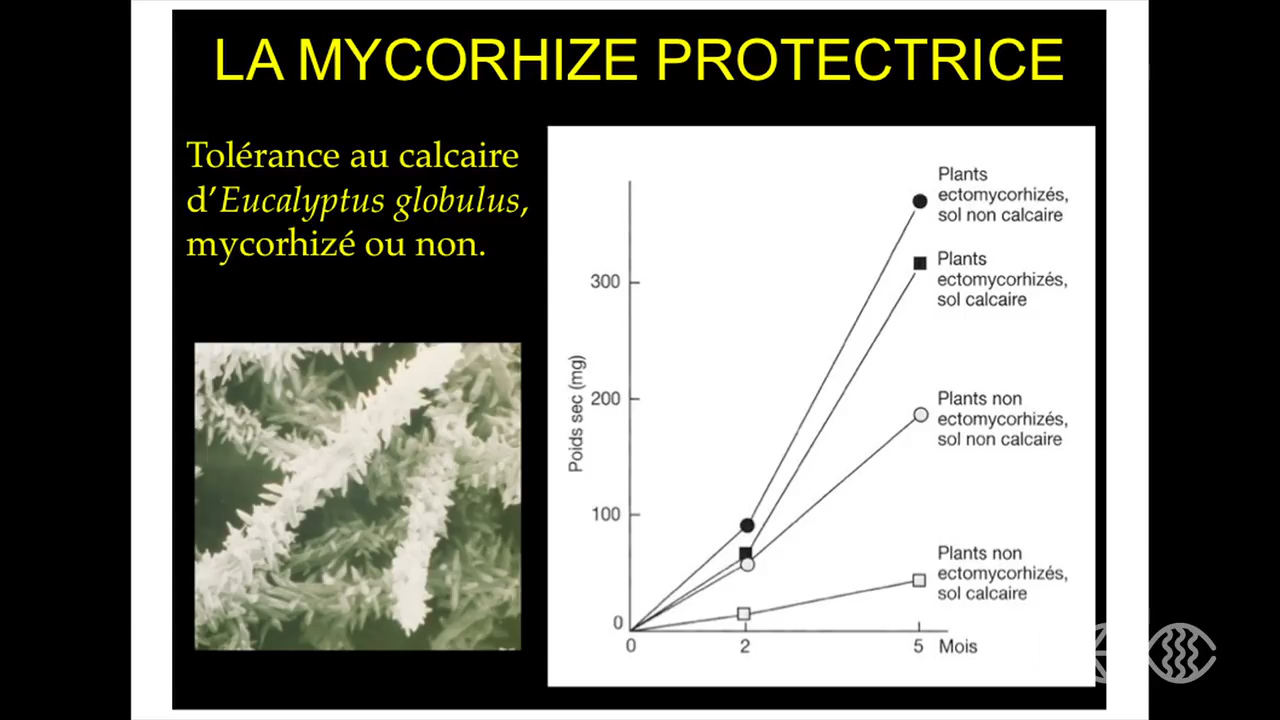 LA MYCORHIZE PROTECTRICE
Tolérance au calcaire
d’Eucalyptus globulus,
mycorhizé ou non.
Poids sec (mg)
300
200
100
0
0
2
5
Mois
Plants
ectomycorhizés,
sol non calcaire
Plants
ectomycorhizés,
sol calcaire
Plants non
ectomycorhizés,
sol non calcaire
Plants non
ectomycorhizés,
sol calcaire